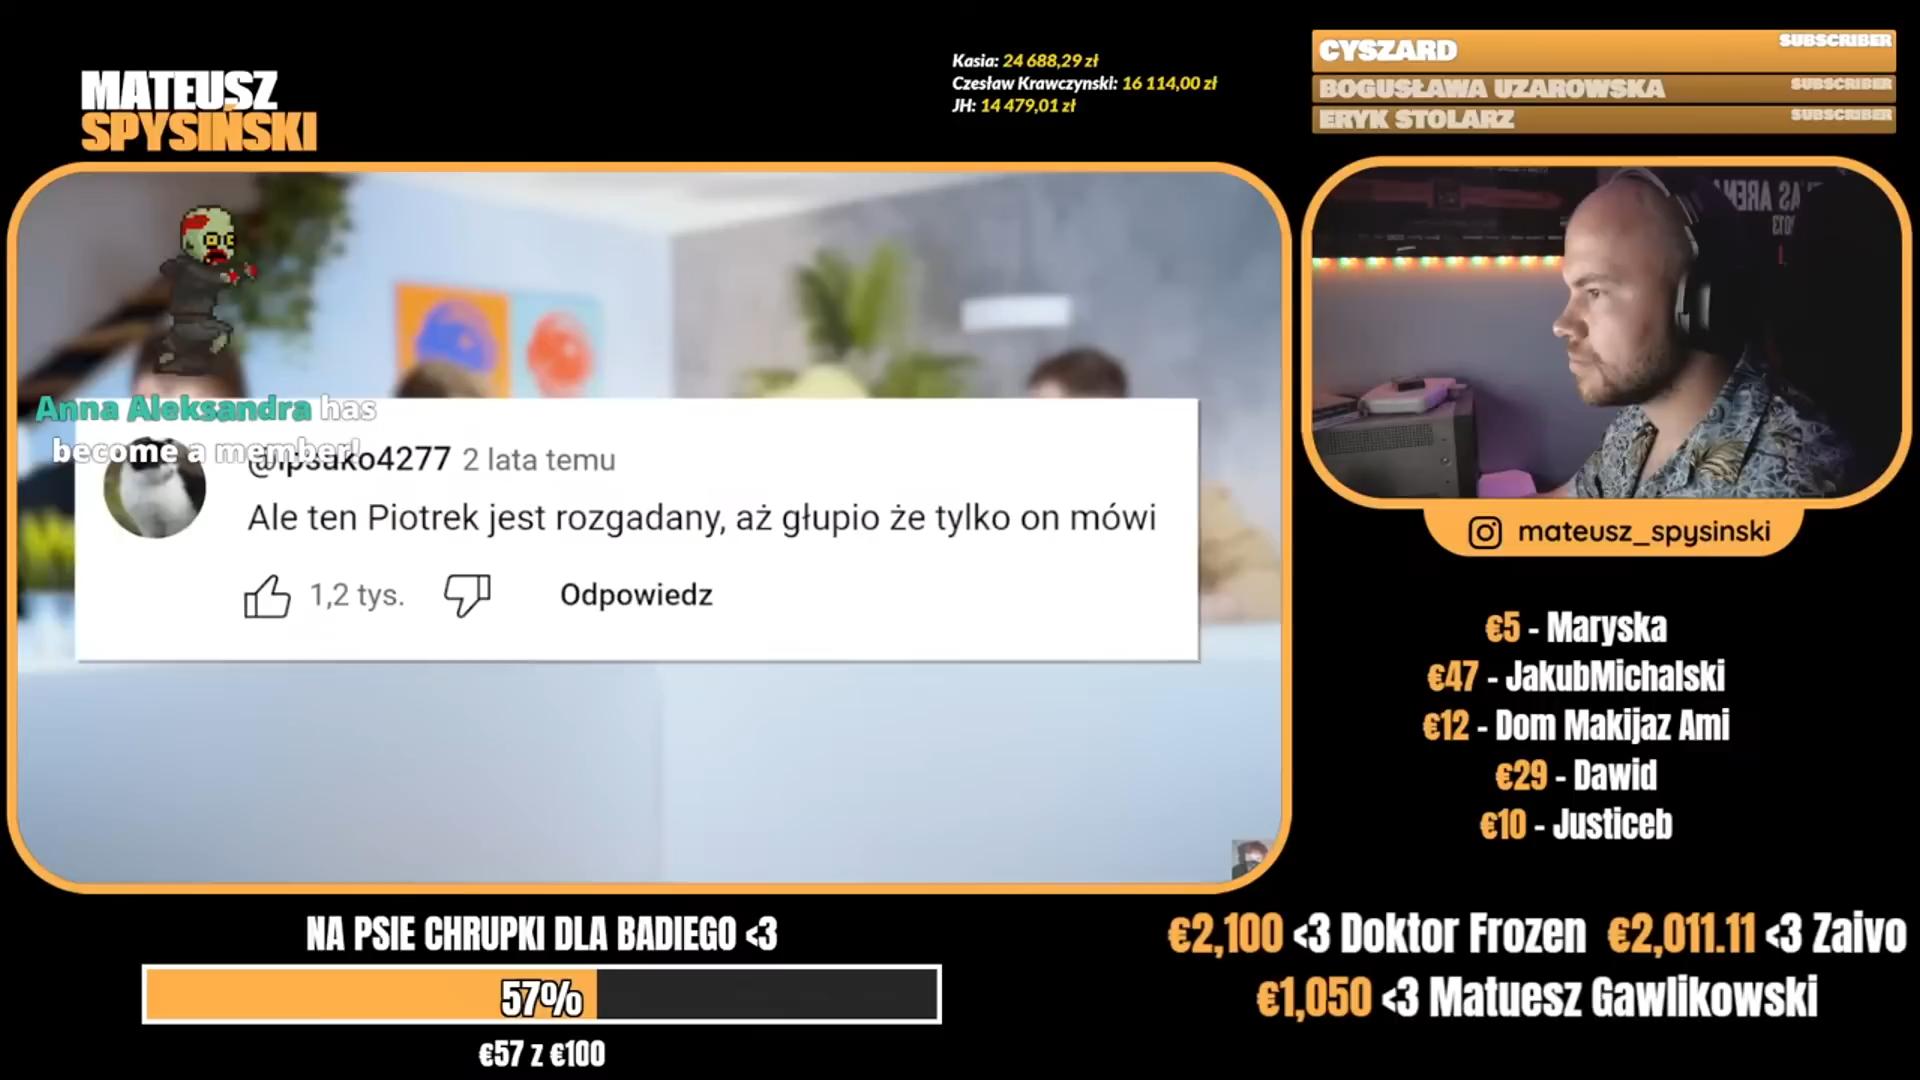 MATEUSZ
SPYSIŃSKI
Kasia: 24 688,29 zł
Czesław Krawczynski: 16 114,00 zł
JH: 14 479,01 zł
CYSZARD SUBSCRIBER
BOGUSŁAWA UZAROWSKA SUBSCRIBER
ERYK STOLARZ SUBSCRIBER
Anna Aleksandra has
become a member!
2 lata temu
Ale ten Piotrek jest rozgadany, aż głupio że tylko on mówi
1,2 tys. Odpowiedz
mateusz_spysinski
€5 - Maryska
€47 - JakubMichalski
€12 - Dom Makijaz Ami
€29 - Dawid
€10 - Justiceb
NA PSIE CHRUPKI DLA BADIEGO <3
57%
€57 z €100
€2,100 <3 Doktor Frozen €2,011.11 <3 Zaivo
€1,050 <3 Matuesz Gawlikowski